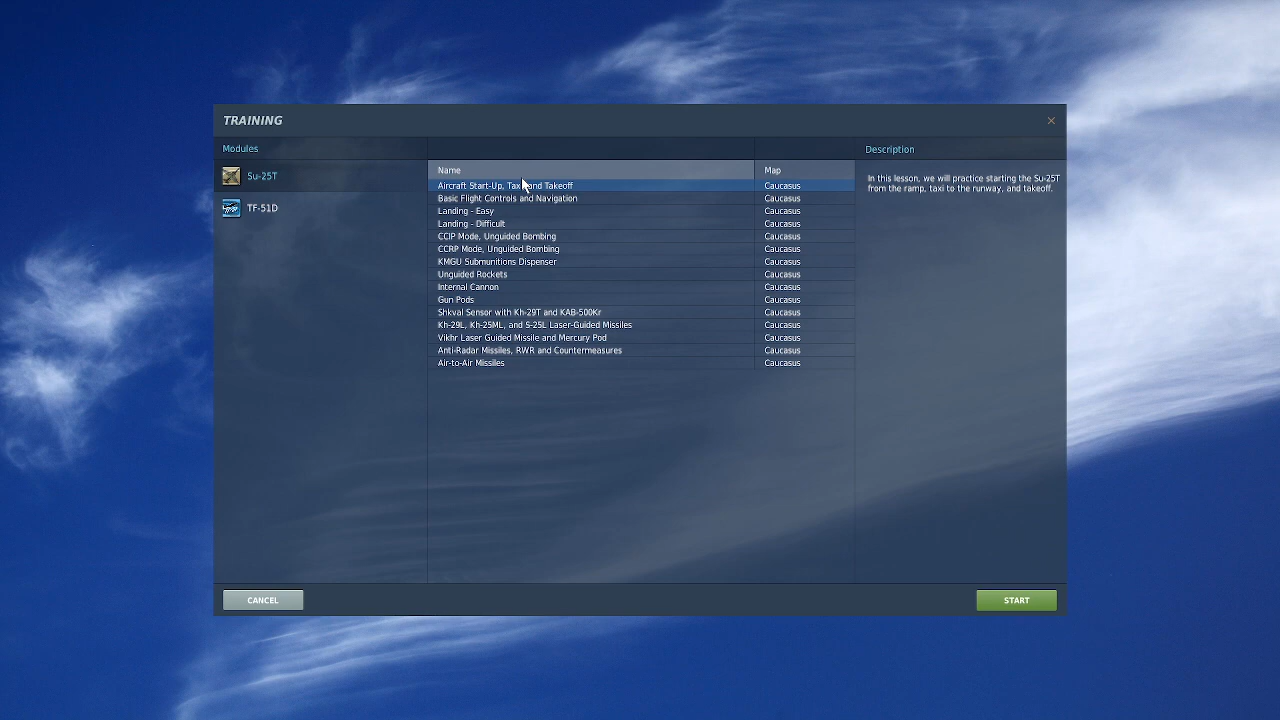 TRAINING
×
Modules
Description
Su-25T
TF-51D
Name Map
Aircraft Start-Up, Taxi and Takeoff Caucasus
Basic Flight Controls and Navigation Caucasus
Landing - Easy Caucasus
Landing - Difficult Caucasus
CCIP Mode, Unguided Bombing Caucasus
CCRP Mode, Unguided Bombing Caucasus
KMGU Submunitions Dispenser Caucasus
Unguided Rockets Caucasus
Internal Cannon Caucasus
Gun Pods Caucasus
Shkval Sensor with Kh-29T and KAB-500Kr Caucasus
Kh-29L, Kh-25ML, and S-25L Laser-Guided Missiles Caucasus
Vikhr Laser Guided Missile and Mercury Pod Caucasus
Anti-Radar Missiles, RWR and Countermeasures Caucasus
Air-to-Air Missiles Caucasus
In this lesson, we will practice starting the Su-25T
from the ramp, taxi to the runway, and takeoff.
CANCEL
START